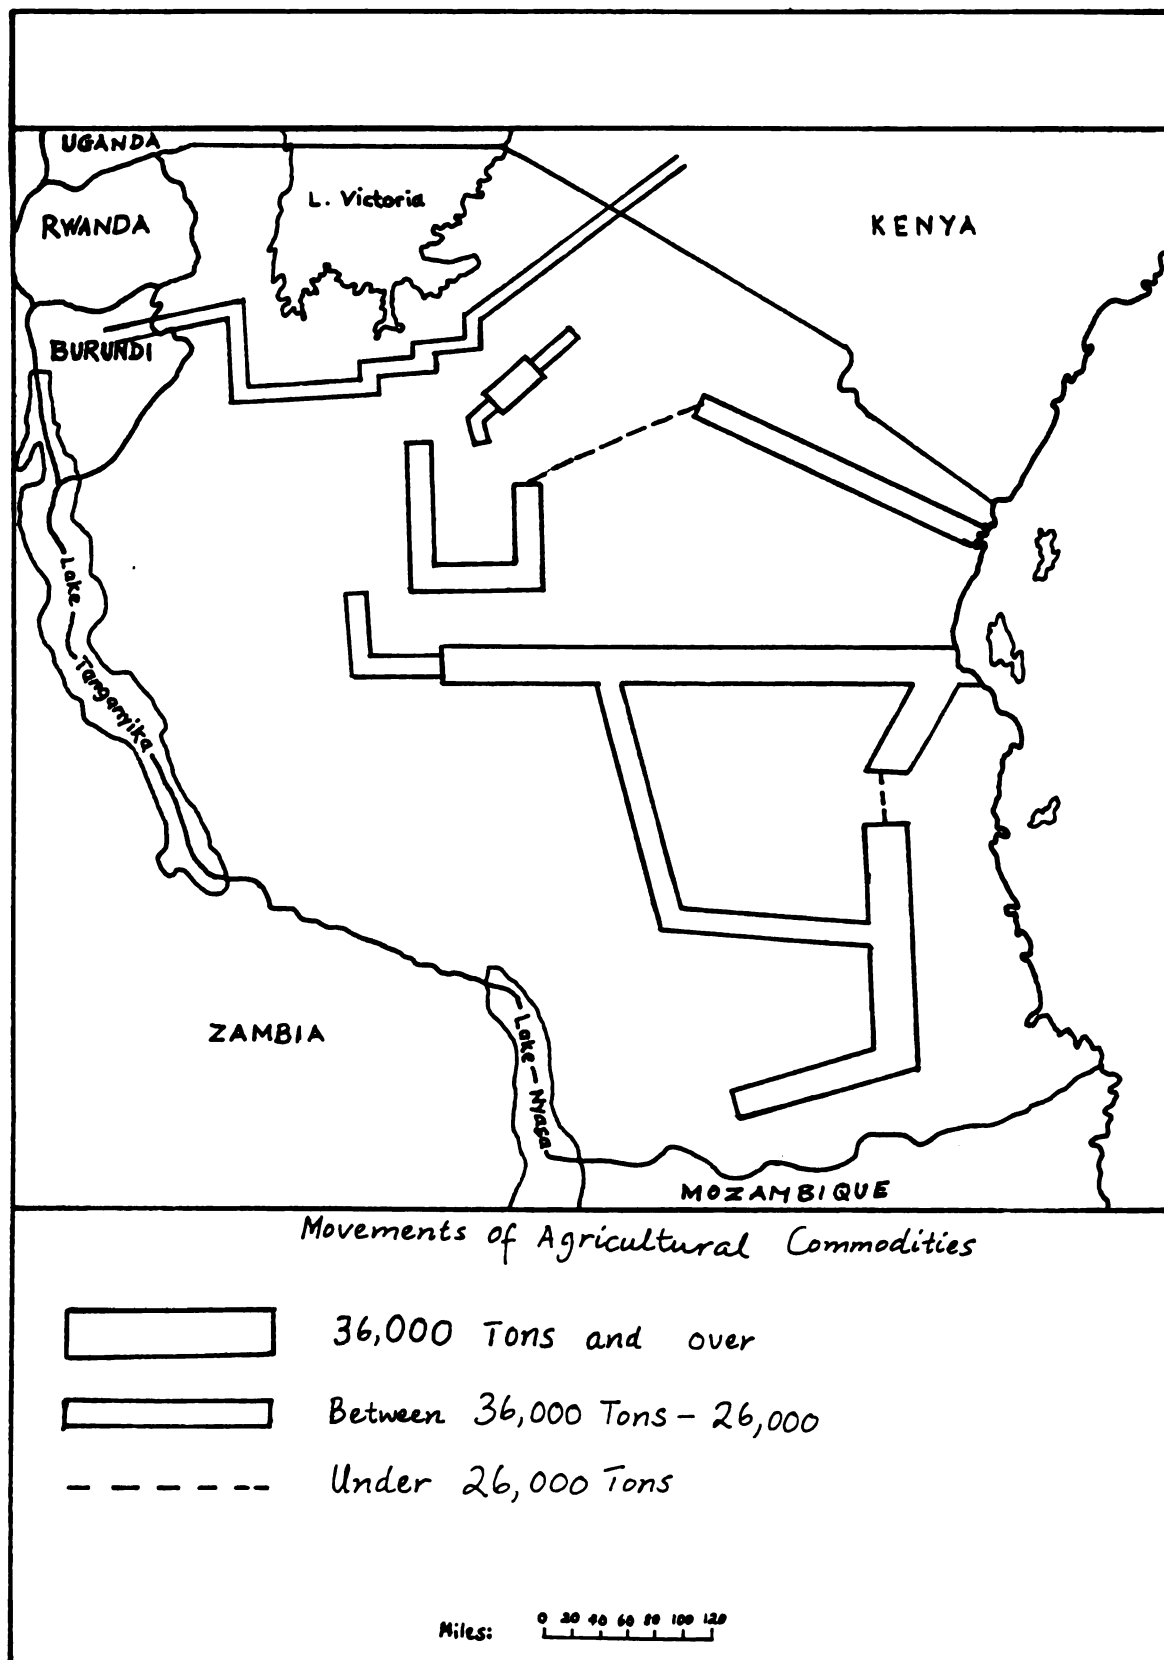 UGANDA
L. Victoria
RWANDA
KENYA
BURUNDI
Lake
Tanganyika
ZAMBIA
Lake
Nyasa
MOZAMBIQUE
Movements of Agricultural Commodities
36,000 Tons and over
Between 36,000 Tons - 26,000
Under 26,000 Tons
Miles: 0 20 40 60 80 100 120